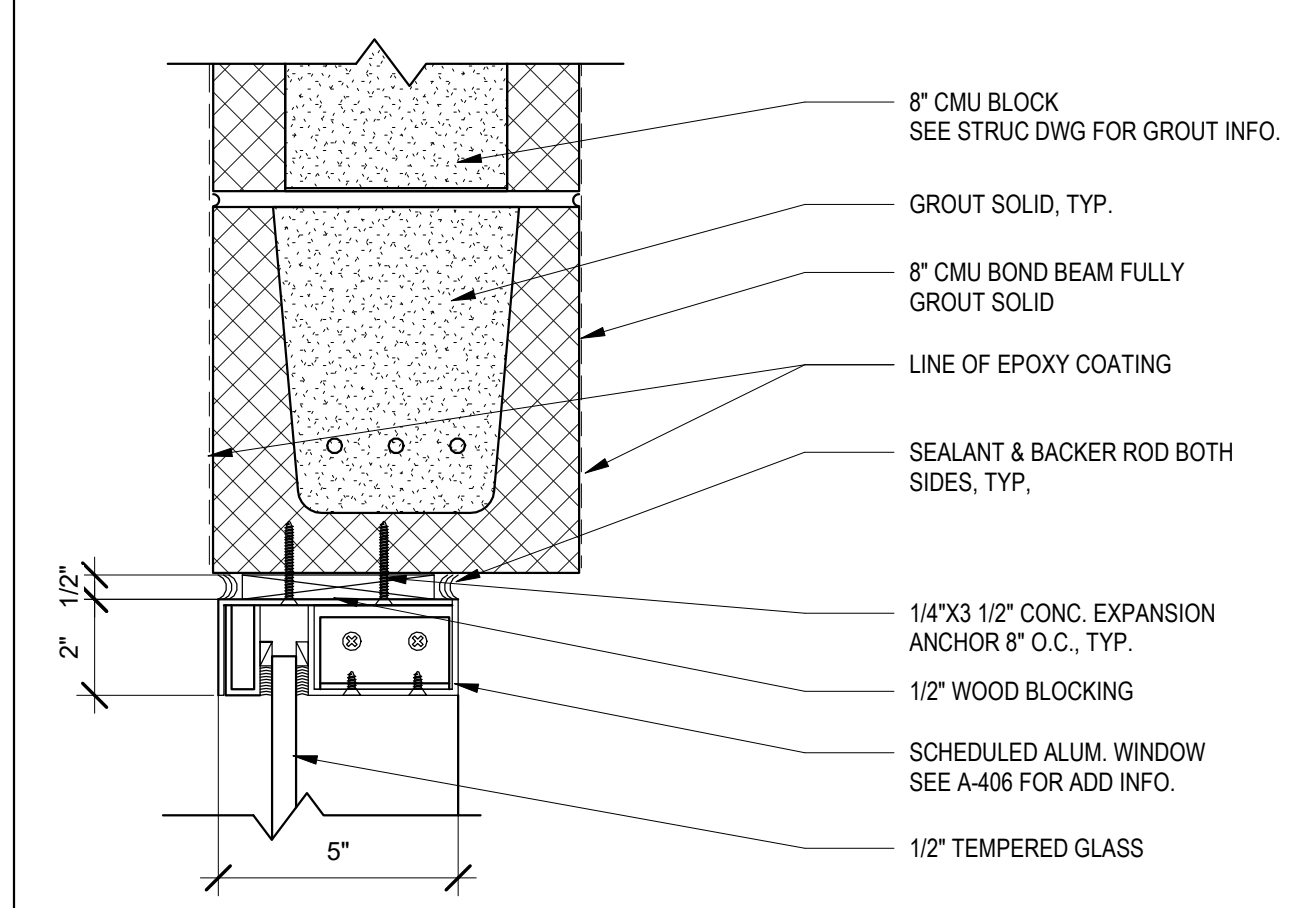 8" CMU BLOCK
SEE STRUC DWG FOR GROUT INFO.
GROUT SOLID, TYP.
8" CMU BOND BEAM FULLY
GROUT SOLID
LINE OF EPOXY COATING
SEALANT & BACKER ROD BOTH
SIDES, TYP,
1/4"X3 1/2" CONC. EXPANSION
ANCHOR 8" O.C., TYP.
1/2" WOOD BLOCKING
SCHEDULED ALUM. WINDOW
SEE A-406 FOR ADD INFO.
1/2" TEMPERED GLASS
1/2"
2"
5"